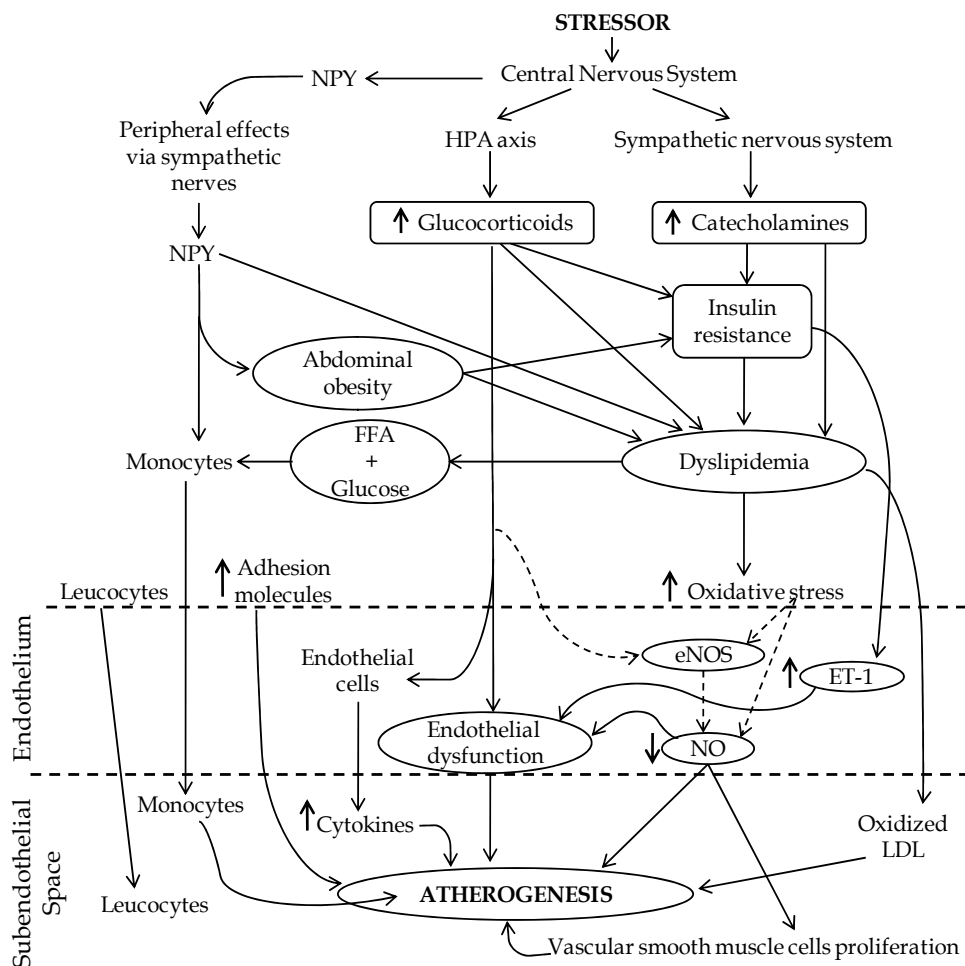 STRESSOR
NPY
Central Nervous System
Peripheral effects
via sympathetic
nerves
HPA axis
Sympathetic nervous system
Glucocorticoids
Catecholamines
NPY
Insulin
resistance
Abdominal
obesity
FFA
+
Glucose
Monocytes
Dyslipidemia
Leucocytes
Adhesion
molecules
Oxidative stress
Endothelium
Endothelial
cells
eNOS
ET-1
Endothelial
dysfunction
NO
Subendothelial
Space
Monocytes
Cytokines
Oxidized
LDL
Leucocytes
ATHEROGENESIS
Vascular smooth muscle cells proliferation